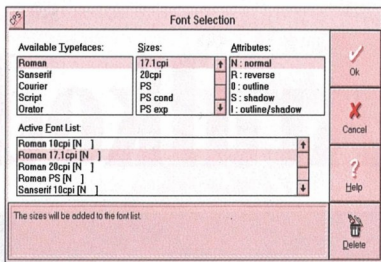 CPS
Font Selection
Available Typefaces:
Sizes:
Attributes:
Roman
Sanserif
Courier
Script
Orator
17.1cpi
20cpi
PS
PS cond
PS exp
N : normal
R : reverse
O : outline
S : shadow
I : outline/shadow
Active Font List:
Roman 10cpi [N ]
Roman 17.1cpi [N ]
Roman 20cpi [N ]
Roman PS [N ]
Sanserif 10cpi [N ]
The sizes will be added to the font list.
Ok
Cancel
Help
Delete